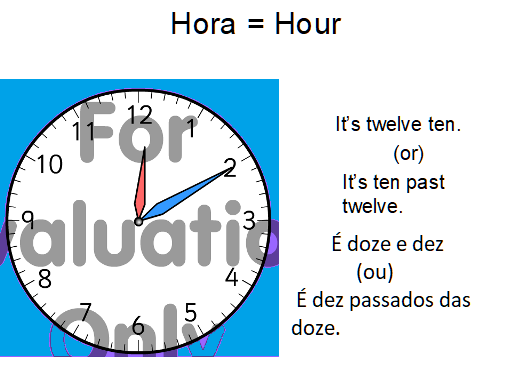 Hora = Hour
For
valuatio
Only
12
1
2
3
4
5
6
7
8
9
10
11
It's twelve ten.
(or)
It's ten past
twelve.
É doze e dez
(ou)
É dez passados das
doze.